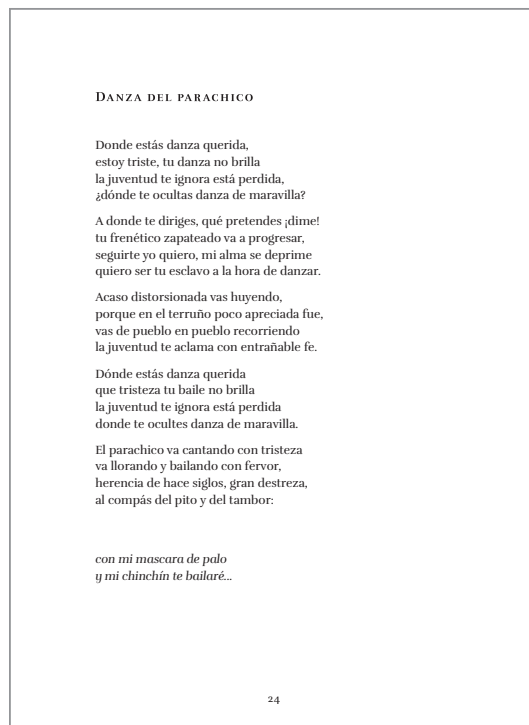 DANZA DEL PARACHICO
Donde estás danza querida,
estoy triste, tu danza no brilla
la juventud te ignora está perdida,
¿dónde te ocultas danza de maravilla?
A donde te diriges, qué pretendes ¡dime!
tu frenético zapateado va a progresar,
seguirte yo quiero, mi alma se deprime
quiero ser tu esclavo a la hora de danzar.
Acaso distorsionada vas huyendo,
porque en el terruño poco apreciada fue,
vas de pueblo en pueblo recorriendo
la juventud te aclama con entrañable fe.
Dónde estás danza querida
que tristeza tu baile no brilla
la juventud te ignora está perdida
donde te ocultes danza de maravilla.
El parachico va cantando con tristeza
va llorando y bailando con fervor,
herencia de hace siglos, gran destreza,
al compás del pito y del tambor:
con mi mascara de palo
y mi chinchín te bailaré...
24